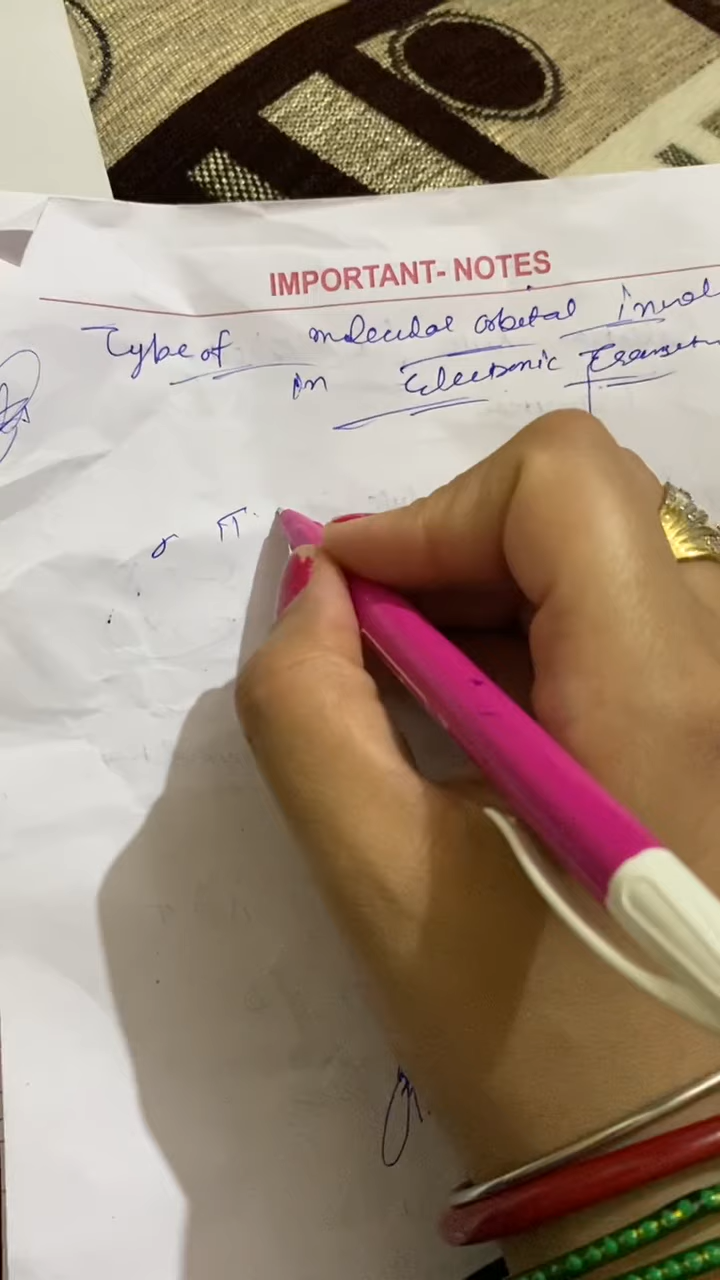 IMPORTANT- NOTES
Type of molecular orbital
in Electronic
σ π